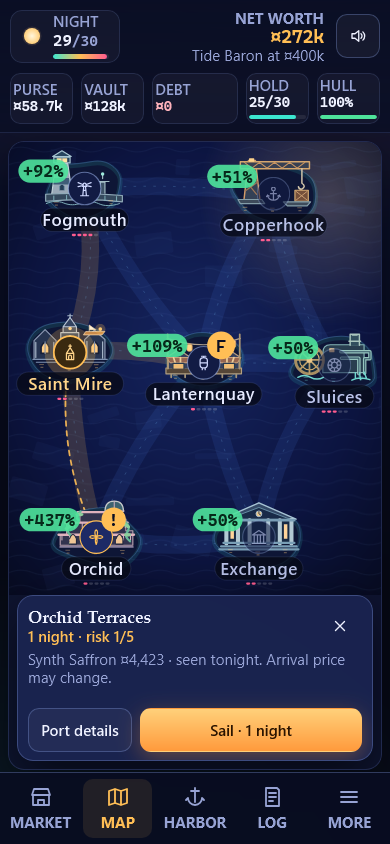 NIGHT
29/30
NET WORTH
¤272k
Tide Baron at ¤400k
PURSE
¤58.7k
VAULT
¤128k
DEBT
¤0
HOLD
25/30
HULL
100%
+92%
Fogmouth
+51%
Copperhook
Saint Mire
+109%
F
Lanternquay
+50%
Sluices
+437%
!
Orchid
+50%
Exchange
Orchid Terraces
1 night · risk 1/5
Synth Saffron ¤4,423 · seen tonight. Arrival price
may change.
Port details
Sail · 1 night
MARKET
MAP
HARBOR
LOG
MORE